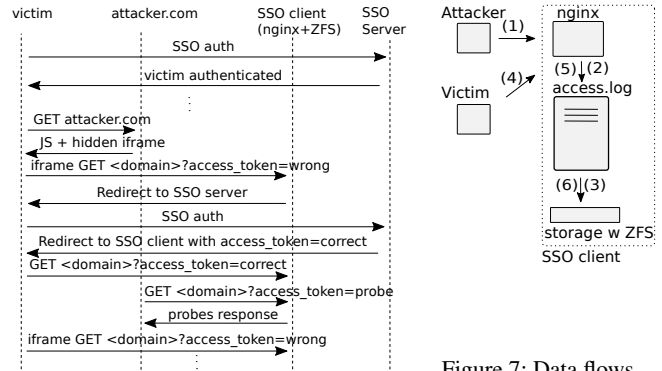 victim
attacker.com
SSO client
(nginx+ZFS)
SSO
Server
SSO auth
victim authenticated
GET attacker.com
JS + hidden iframe
iframe GET <domain>?access_token=wrong
Redirect to SSO server
SSO auth
Redirect to SSO client with access_token=correct
GET <domain>?access_token=correct
GET <domain>?access_token=probe
probes response
iframe GET <domain>?access_token=wrong
Attacker
(1)
nginx
(4)
(5) (2)
Victim
access.log
(6) (3)
storage w ZFS
SSO client
Figure 7: Data flows